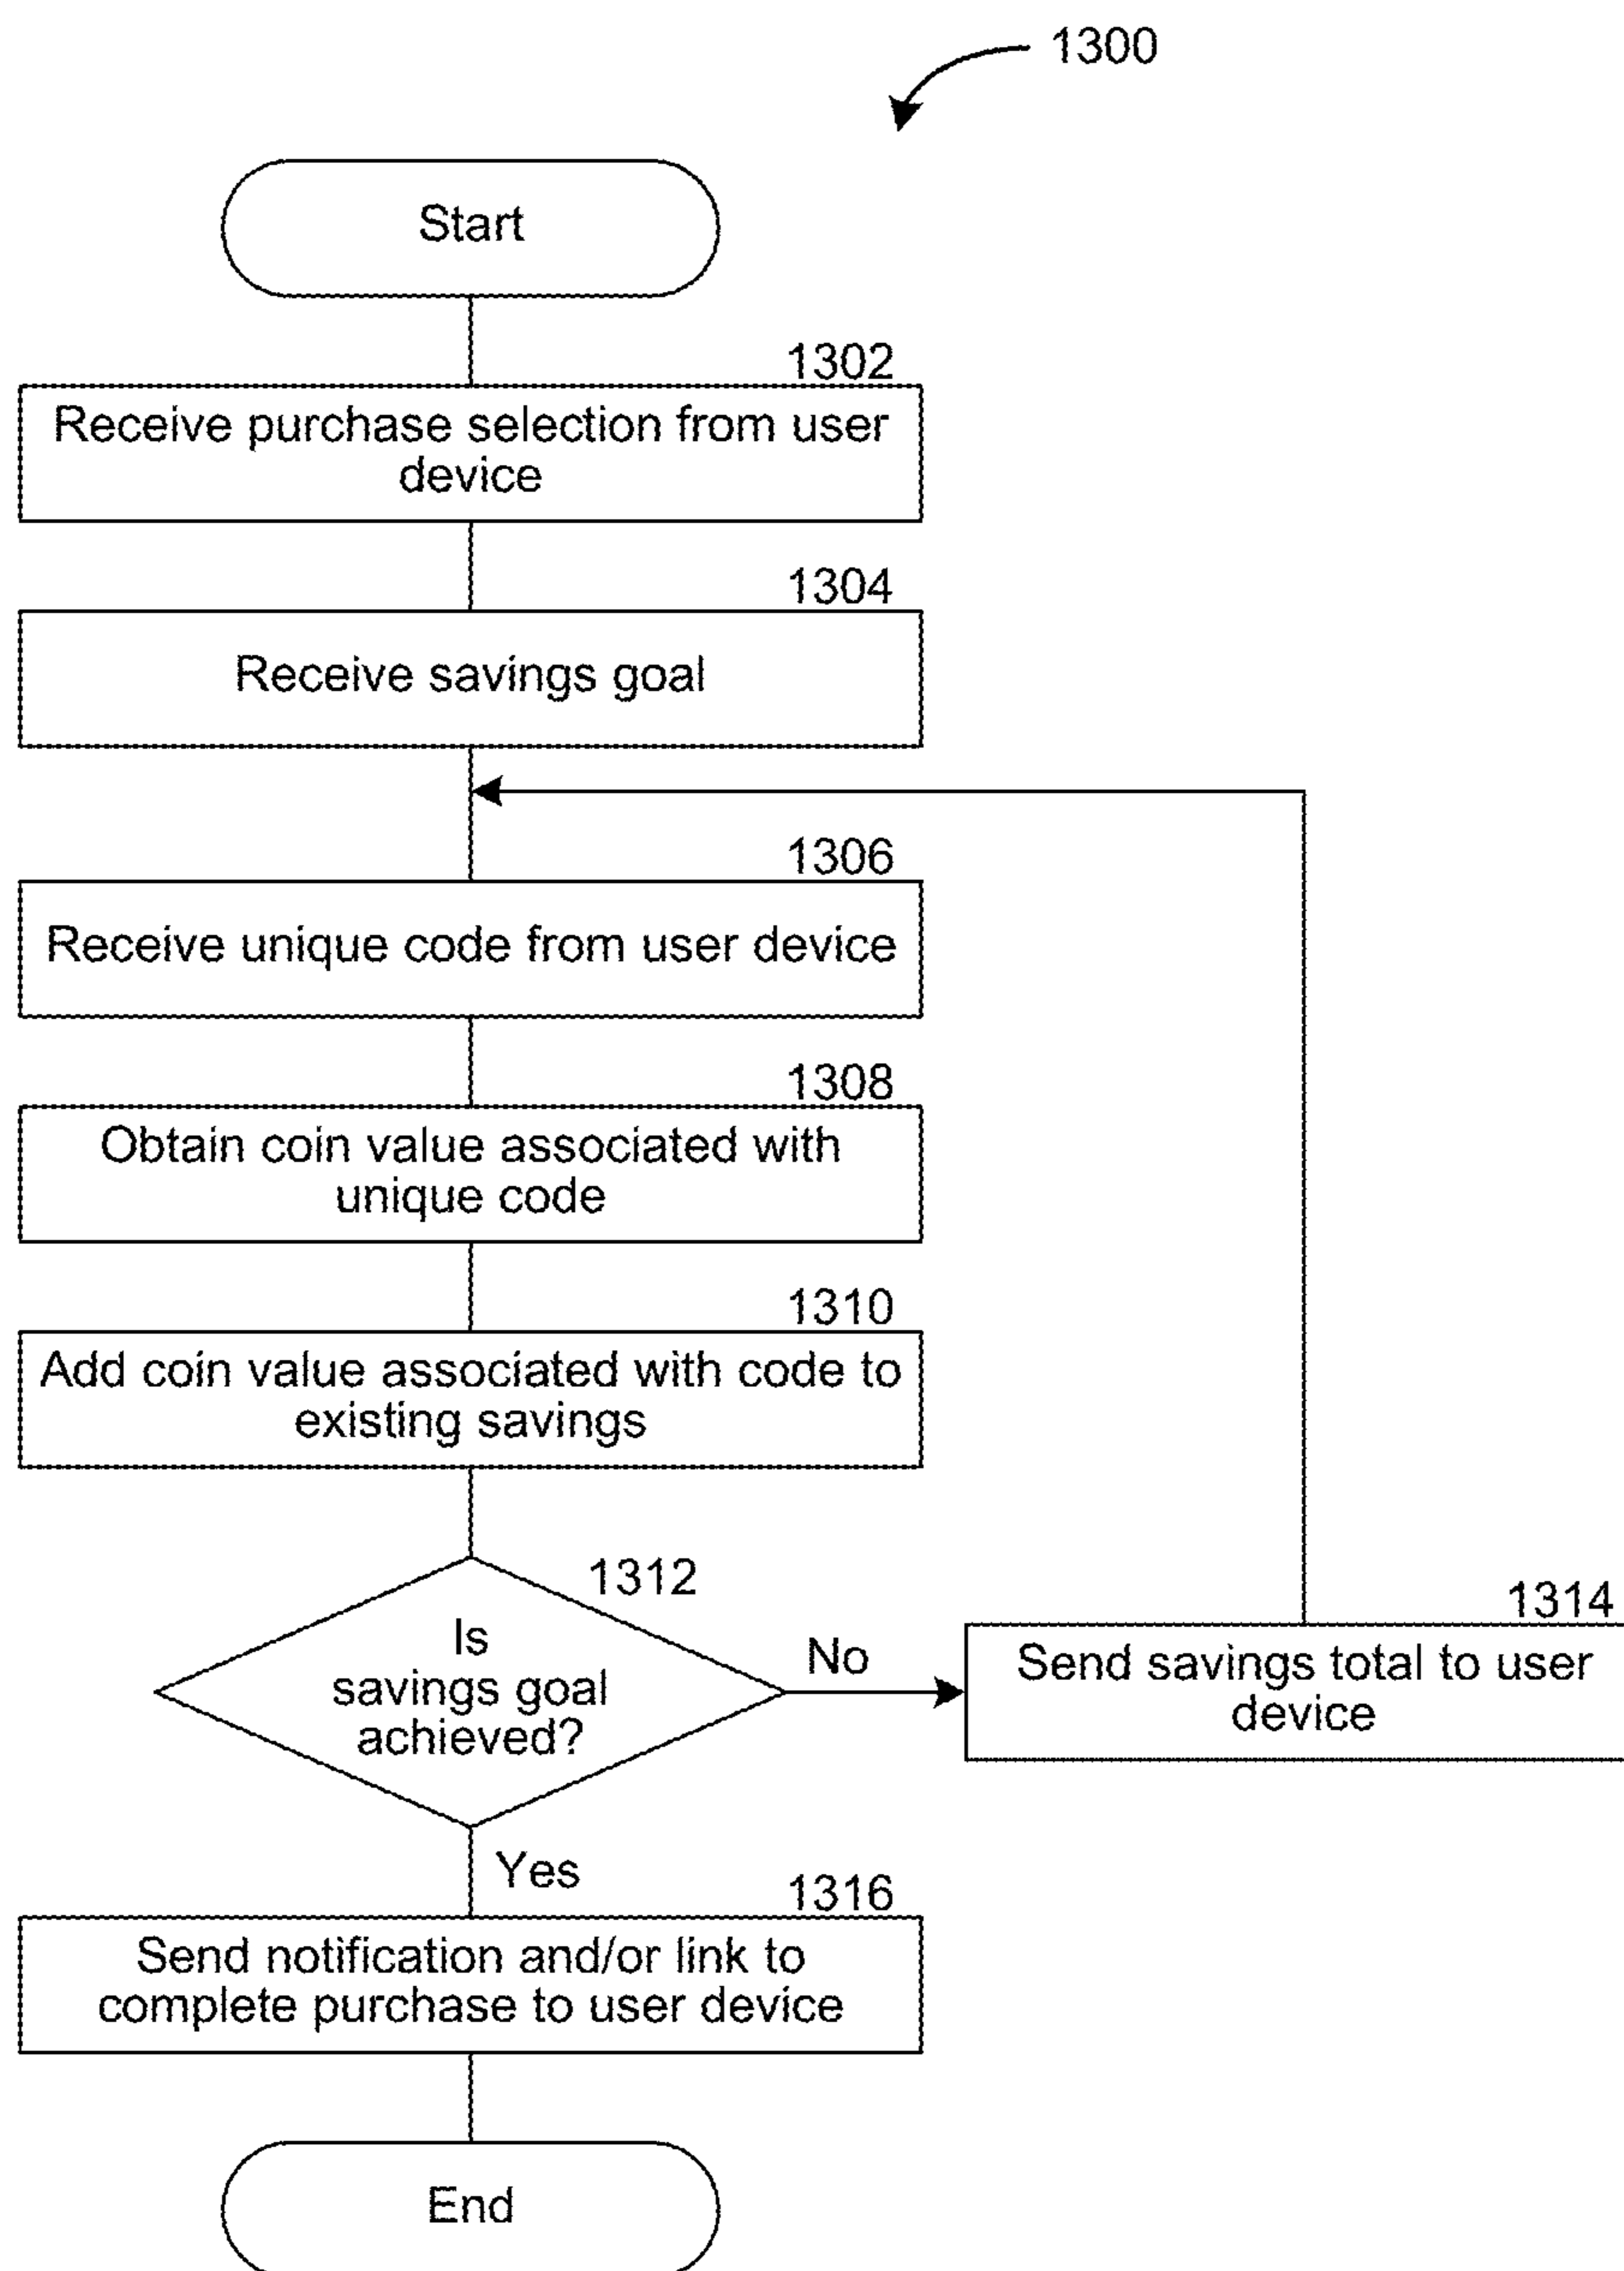 1300
Start
1302
Receive purchase selection from user
device
1304
Receive savings goal
1306
Receive unique code from user device
1308
Obtain coin value associated with
unique code
1310
Add coin value associated with code to
existing savings
1312
Is
savings goal
achieved?
No
1314
Send savings total to user
device
Yes
1316
Send notification and/or link to
complete purchase to user device
End